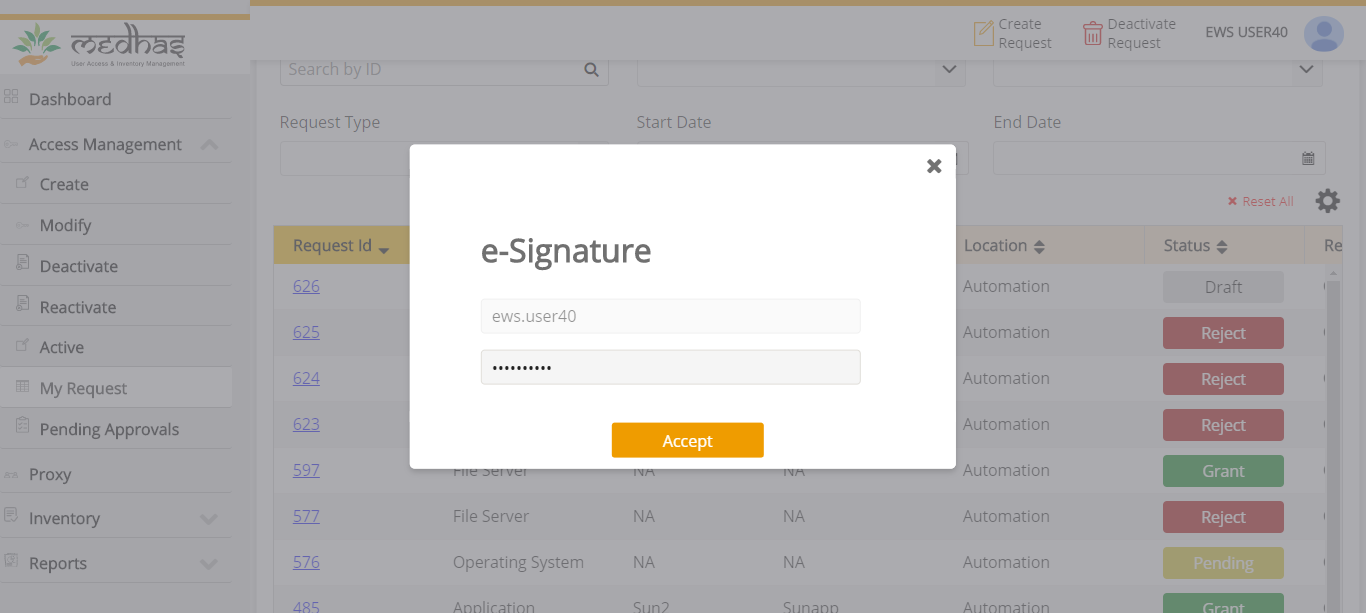 medhas
User Access & Inventory Management
Create
Request
Deactivate
Request
EWS USER40
Dashboard
Access Management
Create
Modify
Deactivate
Reactivate
Active
My Request
Pending Approvals
Proxy
Inventory
Reports
Search by ID
Request Type
Start Date
End Date
Reset All
Request Id
Location
Status
Re
626
Automation
Draft
625
Automation
Reject
624
Automation
Reject
623
Automation
Reject
597
File Server
NA
NA
Automation
Grant
577
File Server
NA
NA
Automation
Reject
576
Operating System
NA
NA
Automation
Pending
485
Application
Sun2
Sunapp
Automation
Grant
e-Signature
ews.user40
••••••••••
Accept